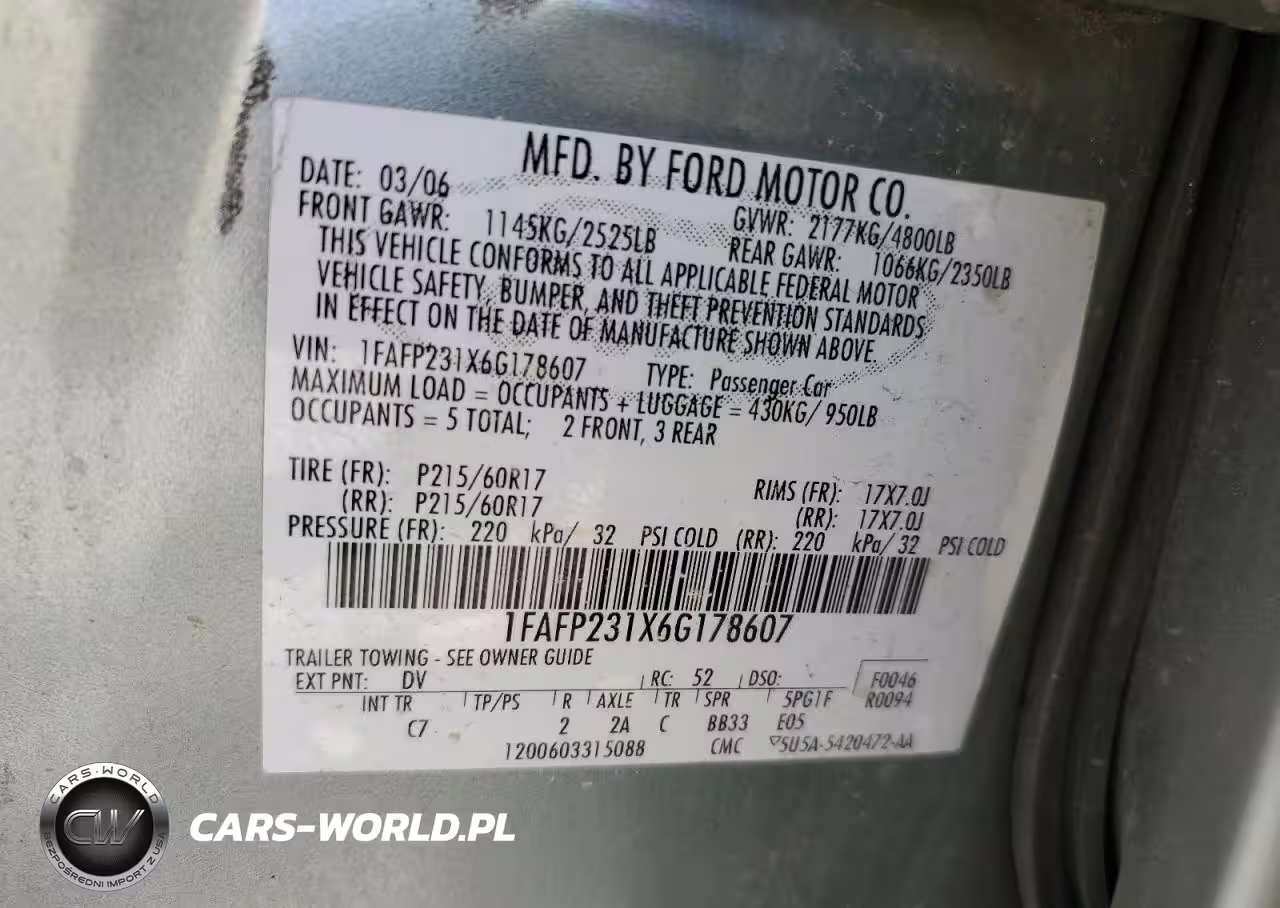 MFD. BY FORD MOTOR CO.
DATE: 03/06 GVWR: 2177KG/4800LB
FRONT GAWR: 1145KG/2525LB REAR GAWR: 1066KG/2350LB
THIS VEHICLE CONFORMS TO ALL APPLICABLE FEDERAL MOTOR
VEHICLE SAFETY, BUMPER, AND THEFT PREVENTION STANDARDS
IN EFFECT ON THE DATE OF MANUFACTURE SHOWN ABOVE.
VIN: 1FAFP231X6G178607 TYPE: Passenger Car
MAXIMUM LOAD = OCCUPANTS + LUGGAGE = 430KG/ 950LB
OCCUPANTS = 5 TOTAL; 2 FRONT, 3 REAR
TIRE (FR): P215/60R17 RIMS (FR): 17X7.0J
(RR): P215/60R17 (RR): 17X7.0J
PRESSURE (FR): 220 kPa/ 32 PSI COLD (RR): 220 kPa/ 32 PSI COLD
1FAFP231X6G178607
TRAILER TOWING - SEE OWNER GUIDE
EXT PNT: DV RC: 52 DSO: F0046
INT TR TP/PS R AXLE TR SPR 5PG1F R0094
C7 2 2A C BB33 E05
1200603315088 CMC 5U5A-5420472-AA
CARS-WORLD
CW
BEZPOŚREDNI IMPORT Z USA
CARS-WORLD.PL